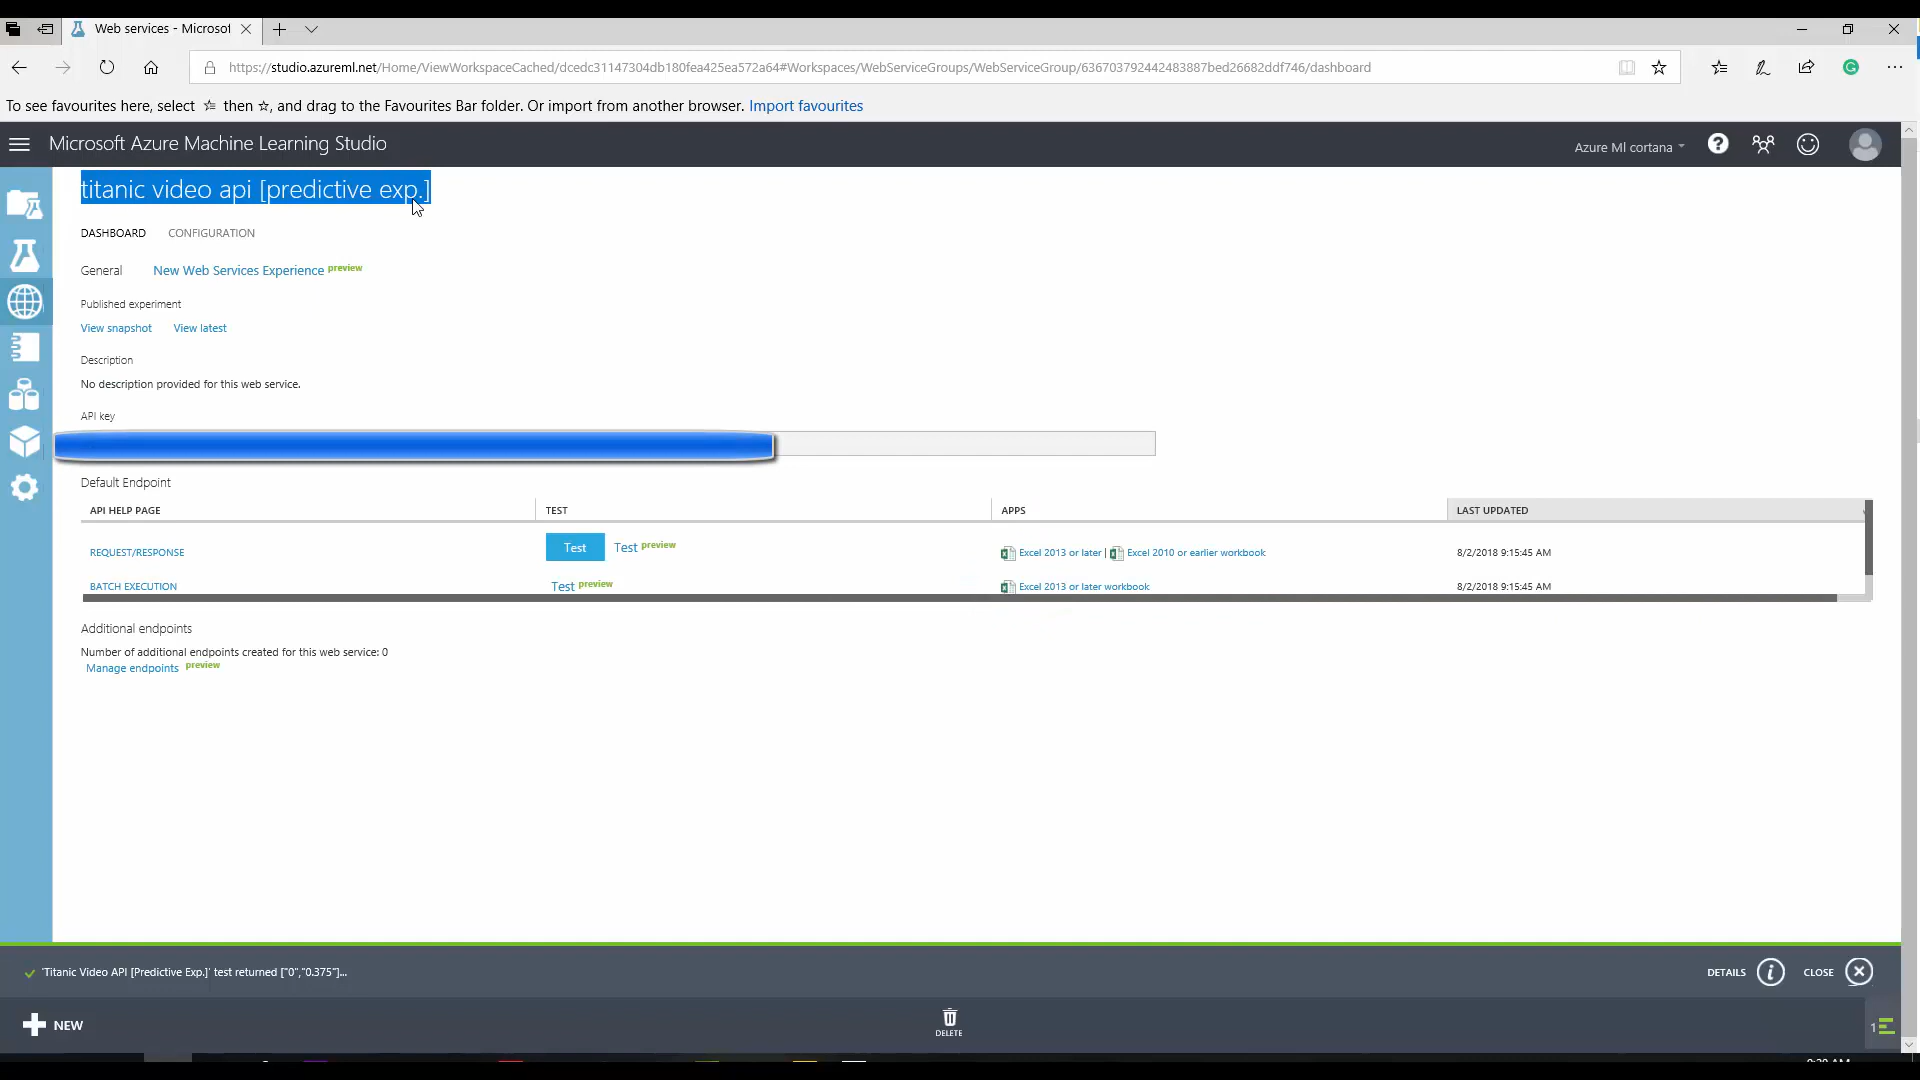 Web services - Microsof
https://studio.azureml.net/Home/ViewWorkspaceCached/dcedc31147304db180fea425ea572a64#Workspaces/WebServiceGroups/WebServiceGroup/636703792442483887bed26682ddf746/dashboard
To see favourites here, select then ☆, and drag to the Favourites Bar folder. Or import from another browser. Import favourites
Microsoft Azure Machine Learning Studio
Azure Ml cortana
titanic video api [predictive exp.]
DASHBOARD CONFIGURATION
General New Web Services Experience preview
Published experiment
View snapshot View latest
Description
No description provided for this web service.
API key
Default Endpoint
API HELP PAGE TEST APPS LAST UPDATED
REQUEST/RESPONSE Test Test preview Excel 2013 or later | Excel 2010 or earlier workbook 8/2/2018 9:15:45 AM
BATCH EXECUTION Test preview Excel 2013 or later workbook 8/2/2018 9:15:45 AM
Additional endpoints
Number of additional endpoints created for this web service: 0
Manage endpoints preview
'Titanic Video API [Predictive Exp.]' test returned ["0","0.375"]...
DETAILS CLOSE
NEW
DELETE
1